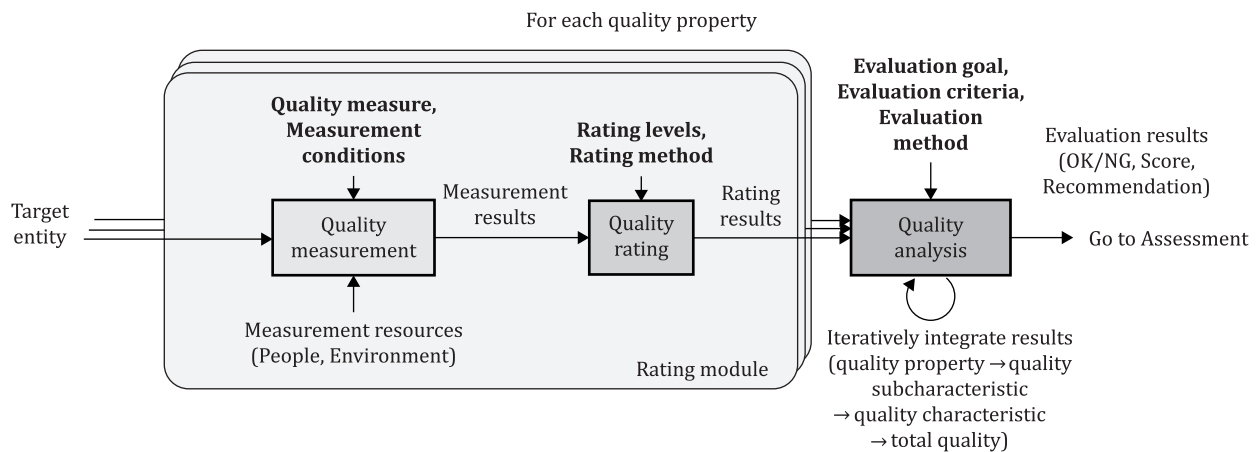 For each quality property
Quality measure,
Measurement
conditions
Rating levels,
Rating method
Evaluation goal,
Evaluation criteria,
Evaluation
method
Evaluation results
(OK/NG, Score,
Recommendation)
Target
entity
Quality
measurement
Measurement
results
Quality
rating
Rating
results
Quality
analysis
Go to Assessment
Measurement resources
(People, Environment)
Rating module
Iteratively integrate results
(quality property → quality
subcharacteristic
→ quality characteristic
→ total quality)